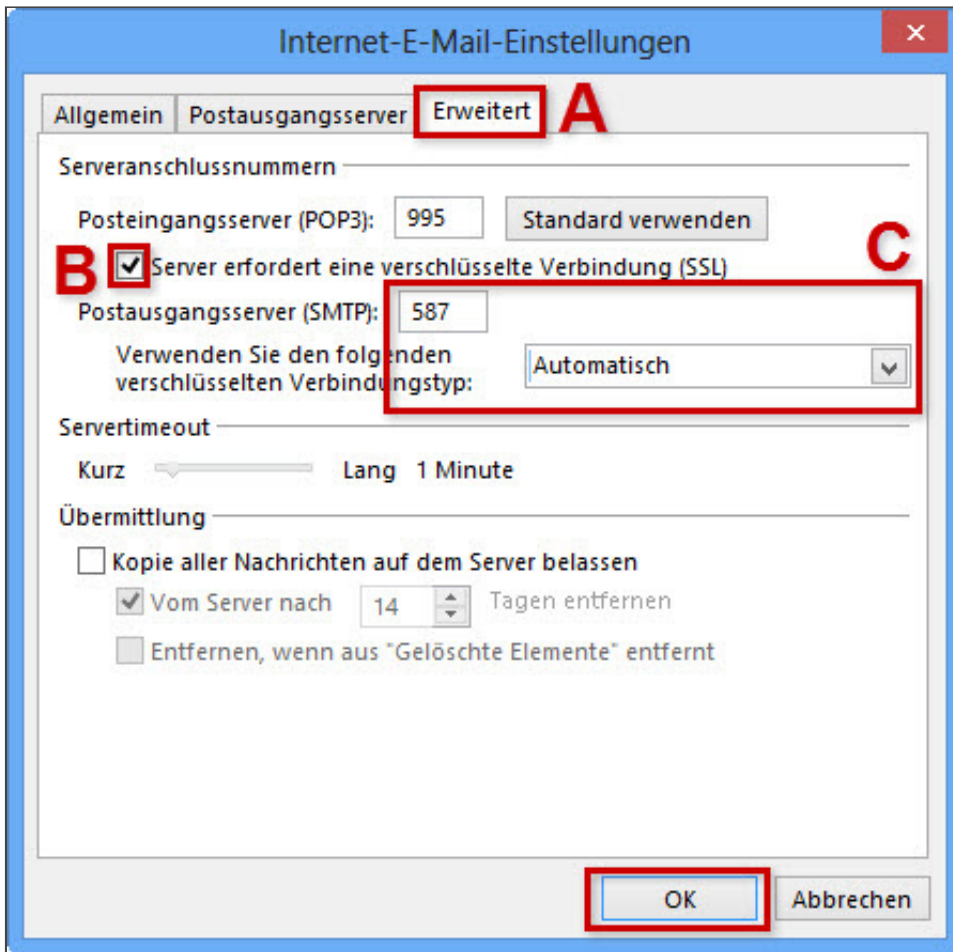 Internet-E-Mail-Einstellungen
Allgemein Postausgangsserver Erweitert A
Serveranschlussnummern
Posteingangsserver (POP3): 995 Standard verwenden
B Server erfordert eine verschlüsselte Verbindung (SSL) C
Postausgangsserver (SMTP): 587
Verwenden Sie den folgenden
verschlüsselten Verbindungstyp: Automatisch
Servertimeout
Kurz Lang 1 Minute
Übermittlung
Kopie aller Nachrichten auf dem Server belassen
Vom Server nach 14 Tagen entfernen
Entfernen, wenn aus "Gelöschte Elemente" entfernt
OK Abbrechen